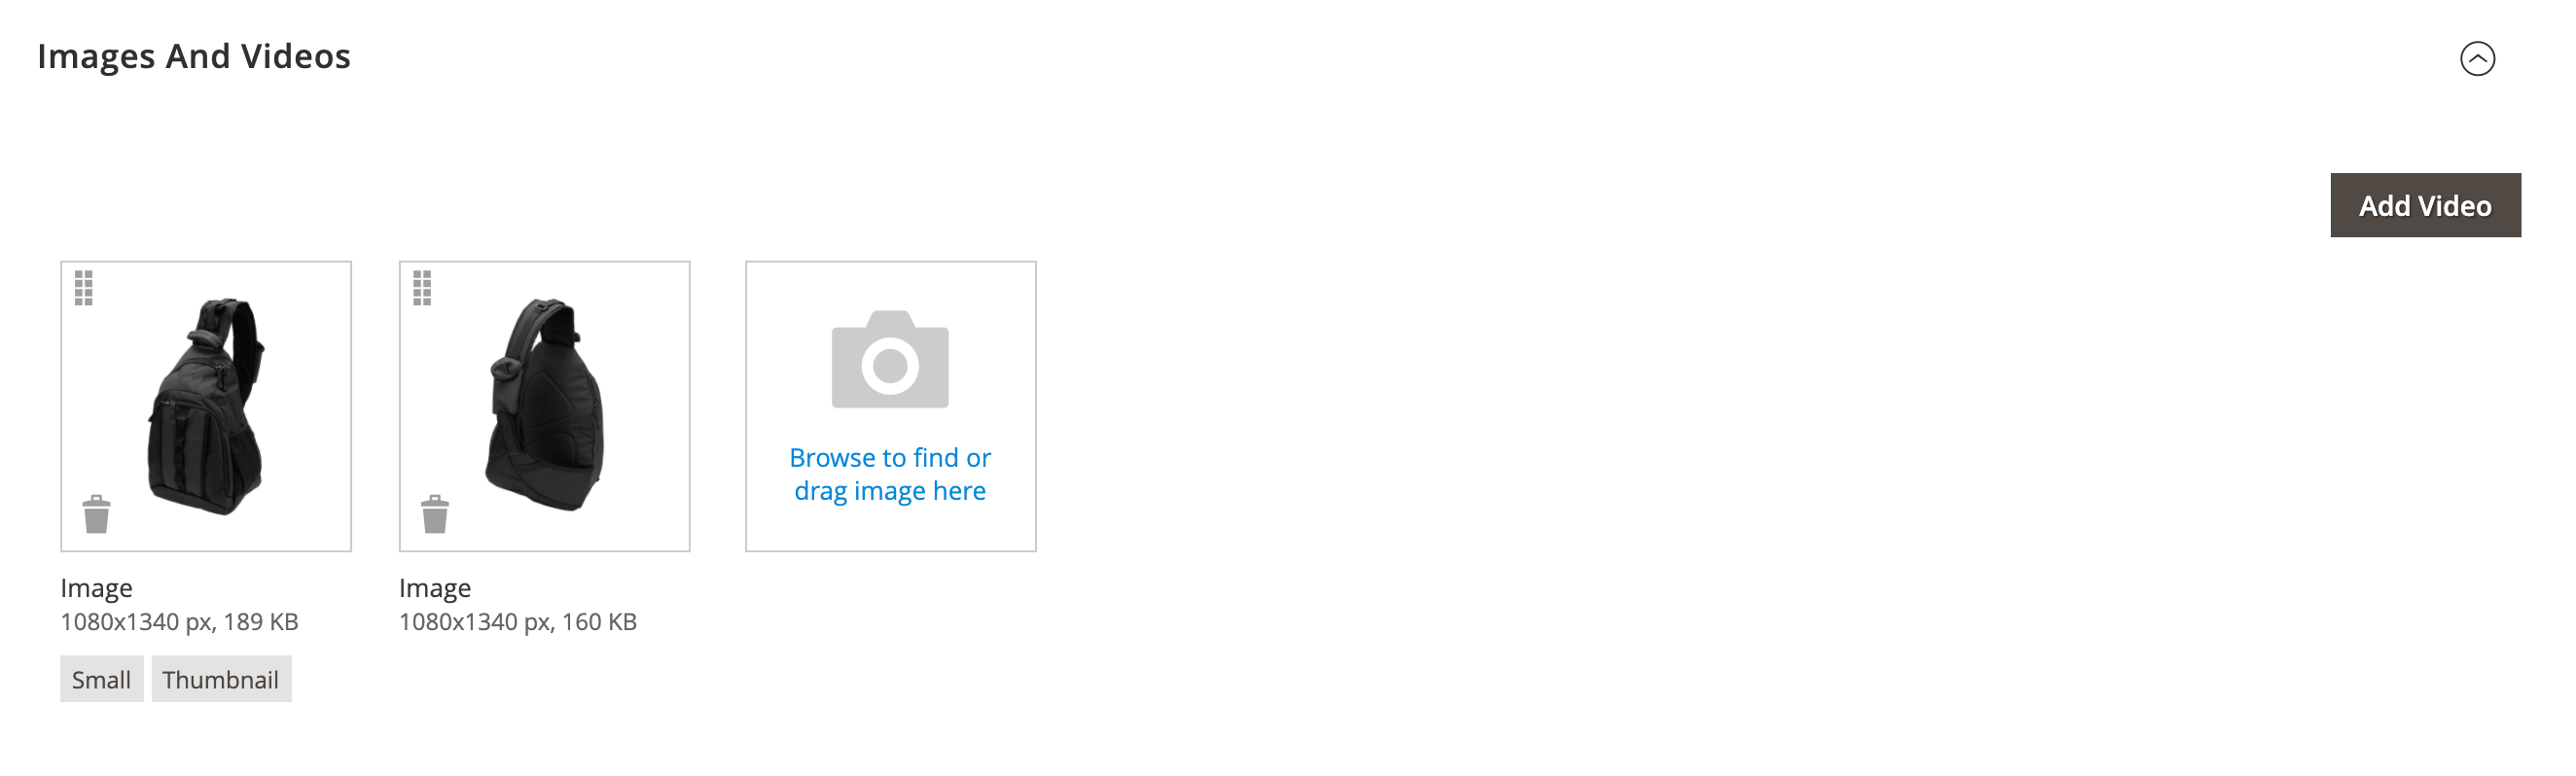 Images And Videos
Add Video
Browse to find or
drag image here
Image
1080x1340 px, 189 KB
Small Thumbnail
Image
1080x1340 px, 160 KB